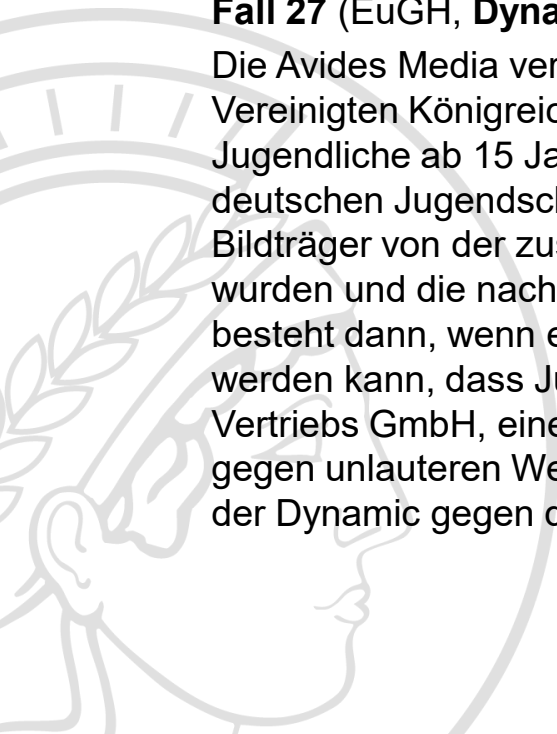 Fall 27 (EuGH, Dyna
Die Avides Media ver
Vereinigten Königreic
Jugendliche ab 15 Ja
deutschen Jugendscl
Bildträger von der zus
wurden und die nach
besteht dann, wenn e
werden kann, dass Ju
Vertriebs GmbH, eine
gegen unlauteren We
der Dynamic gegen d